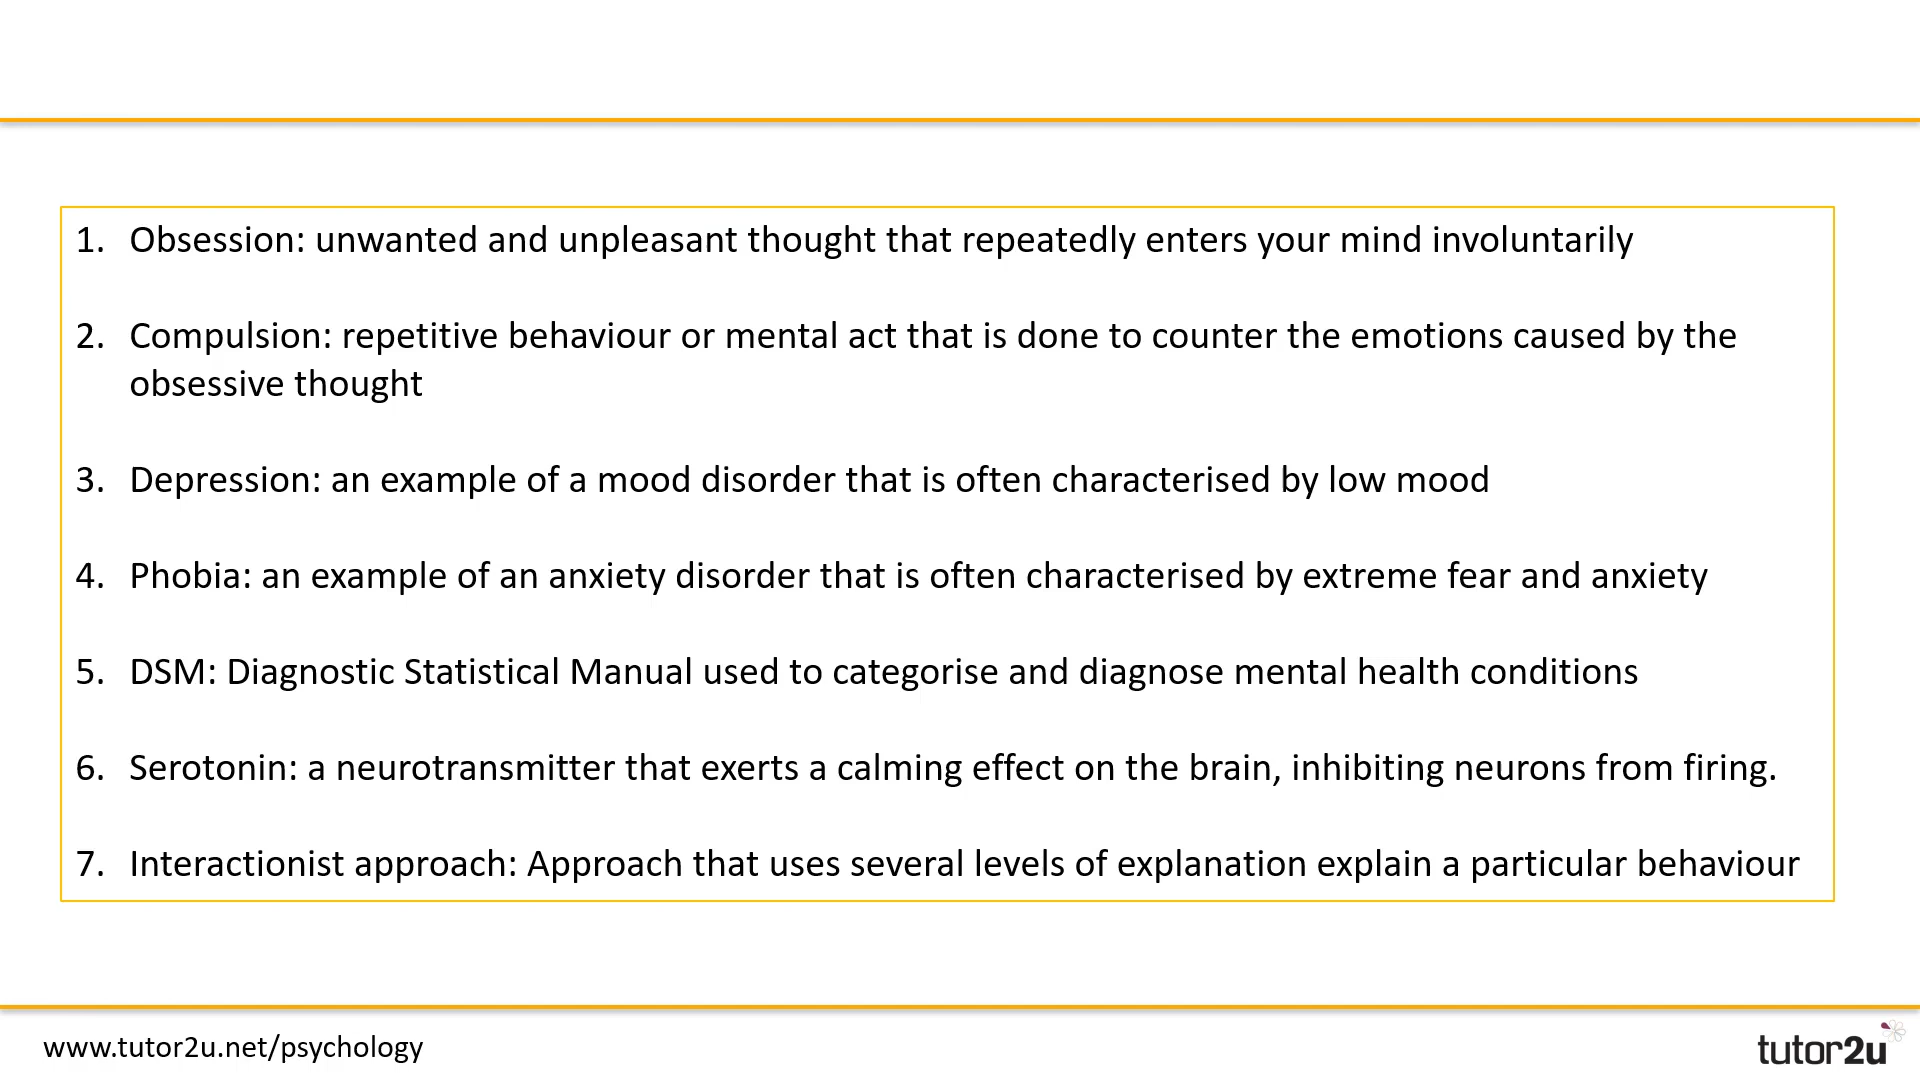 1. Obsession: unwanted and unpleasant thought that repeatedly enters your mind involuntarily
2. Compulsion: repetitive behaviour or mental act that is done to counter the emotions caused by the
obsessive thought
3. Depression: an example of a mood disorder that is often characterised by low mood
4. Phobia: an example of an anxiety disorder that is often characterised by extreme fear and anxiety
5. DSM: Diagnostic Statistical Manual used to categorise and diagnose mental health conditions
6. Serotonin: a neurotransmitter that exerts a calming effect on the brain, inhibiting neurons from firing.
7. Interactionist approach: Approach that uses several levels of explanation explain a particular behaviour
www.tutor2u.net/psychology
tutor2u